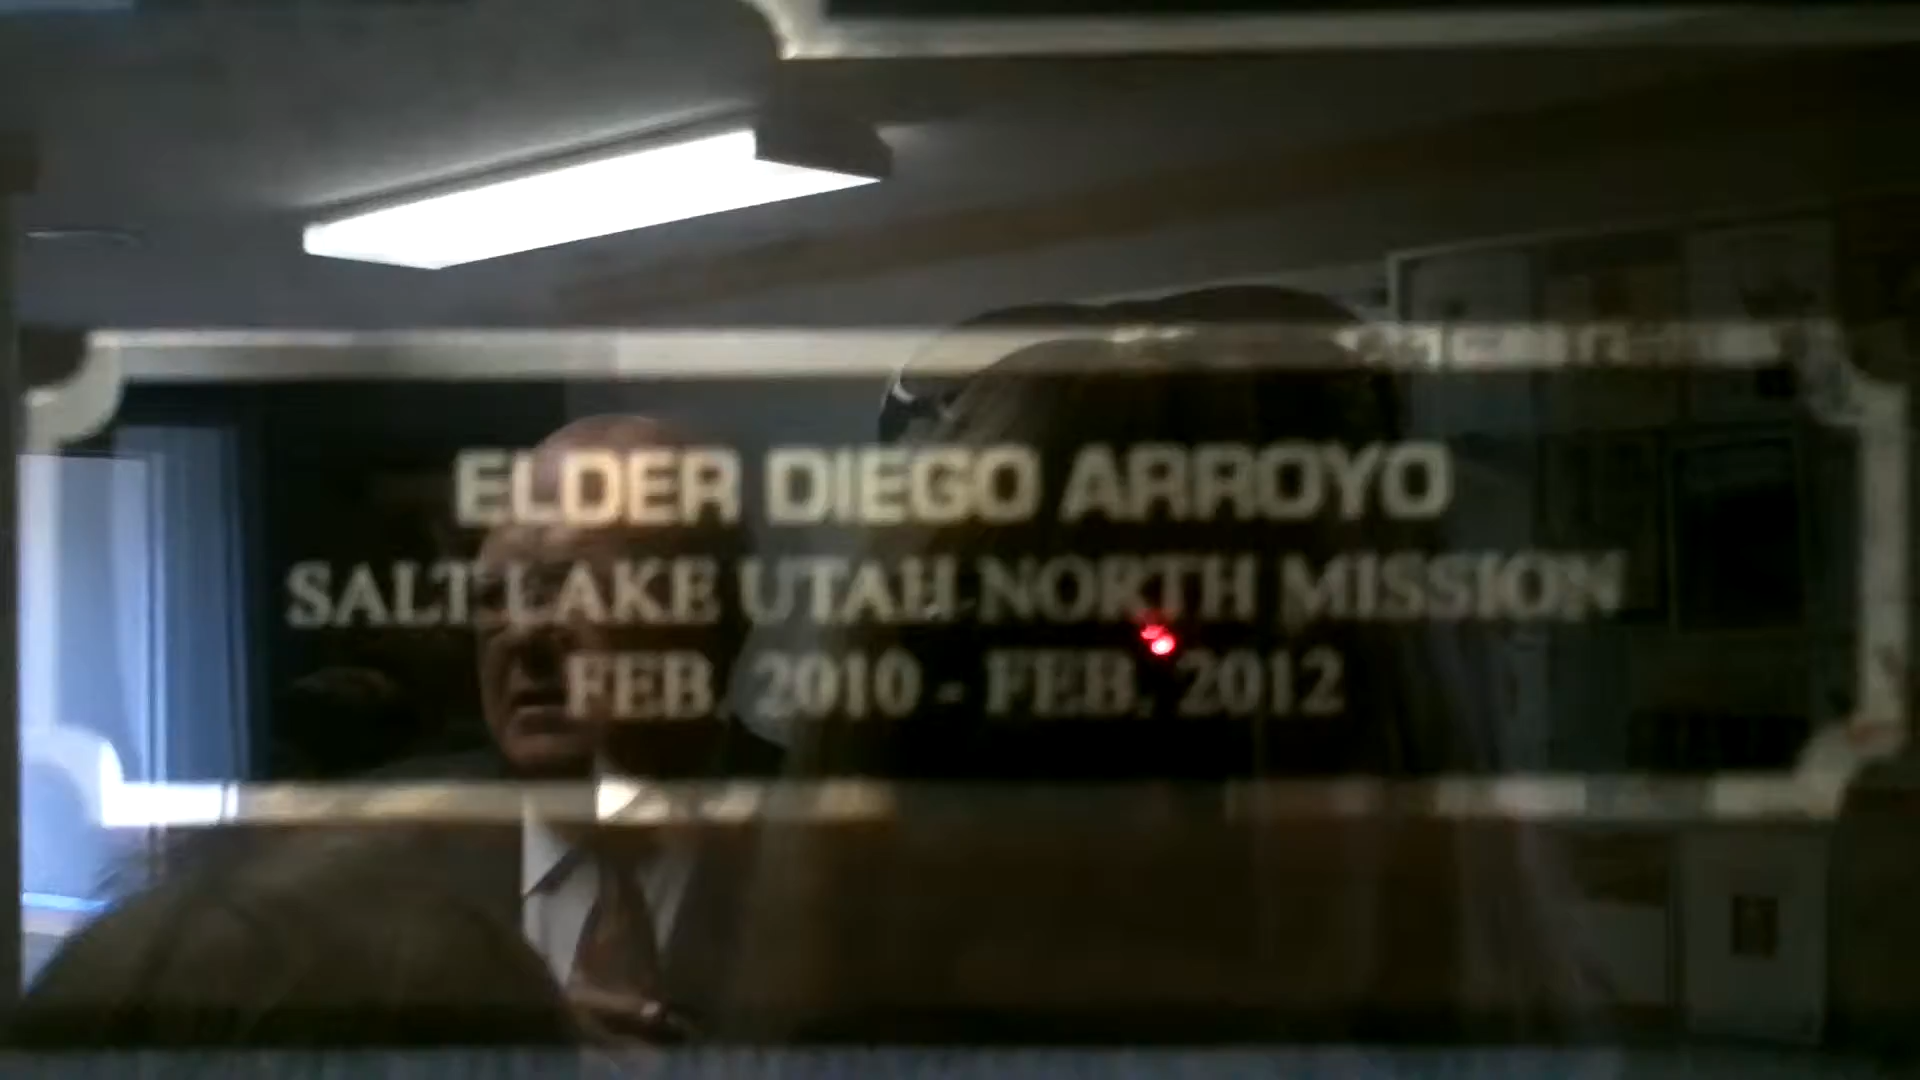 ELDER DIEGO ARROYO
SALT LAKE UTAH NORTH MISSION
FEB. 2010 - FEB. 2012